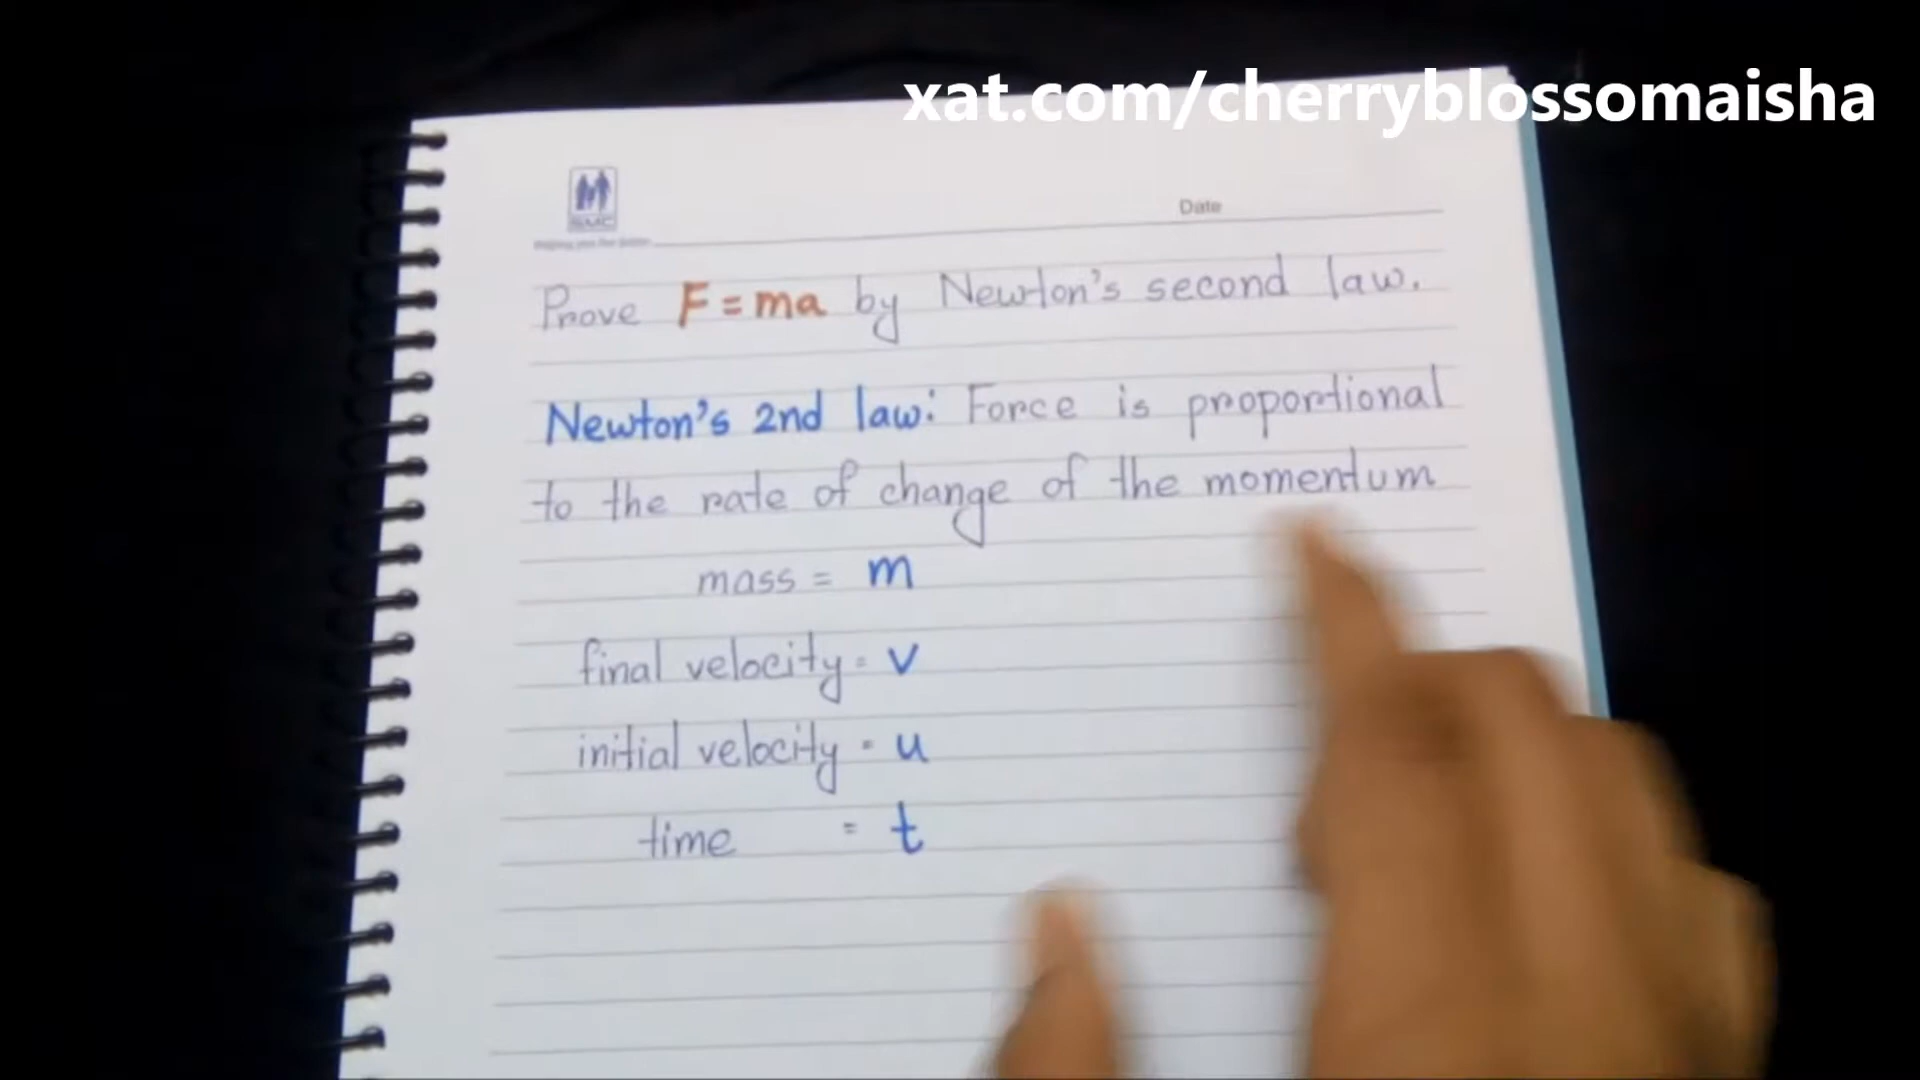 xat.com/cherryblossomaisha
SMC
Date
Prove F = ma by Newton's second law.
Newton's 2nd law: Force is proportional
to the rate of change of the momentum
mass = m
final velocity = v
initial velocity = u
time = t